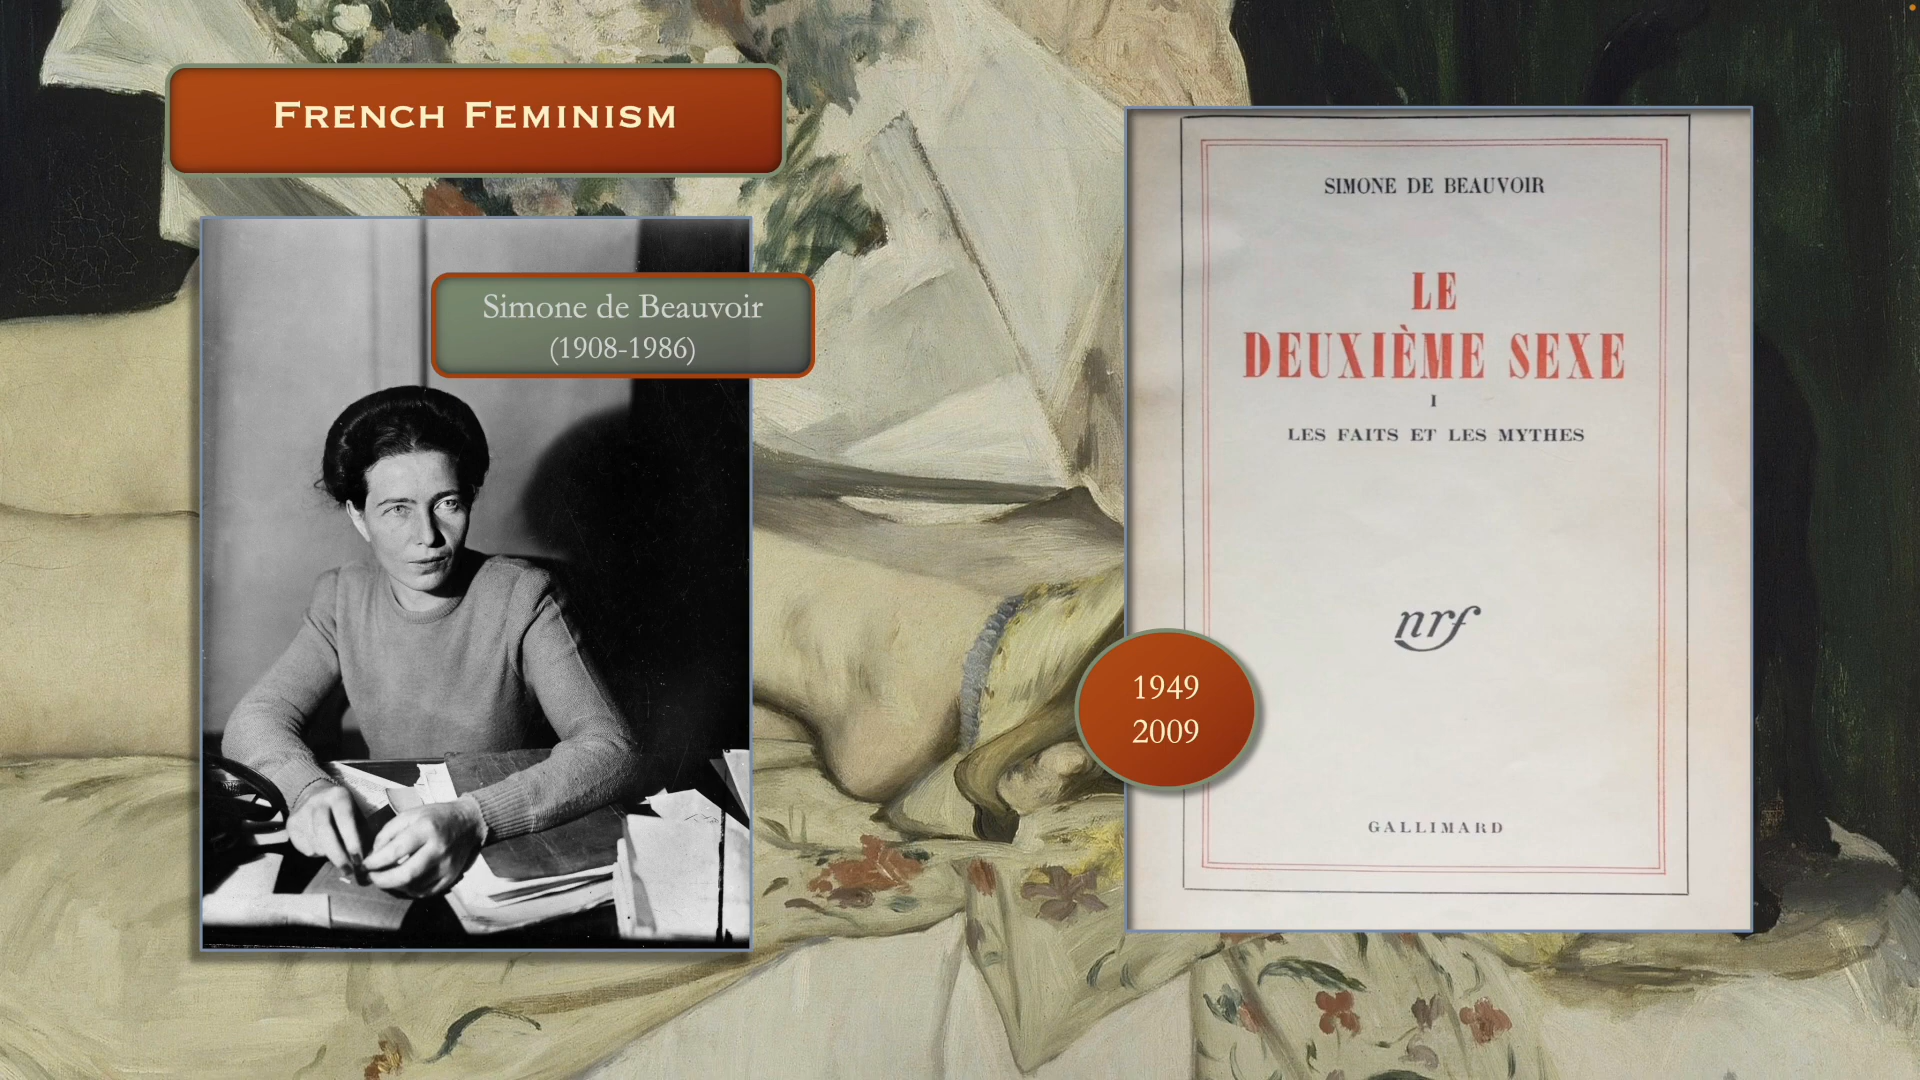 French Feminism
Simone de Beauvoir
(1908-1986)
SIMONE DE BEAUVOIR
LE
DEUXIÈME SEXE
I
LES FAITS ET LES MYTHES
nrf
1949
2009
GALLIMARD